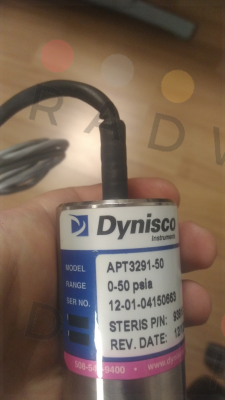 Dynisco
Instruments
MODEL APT3291-50
RANGE 0-50 psia
SER NO. 12-01-04150663
STERIS P/N:
REV. DATE: